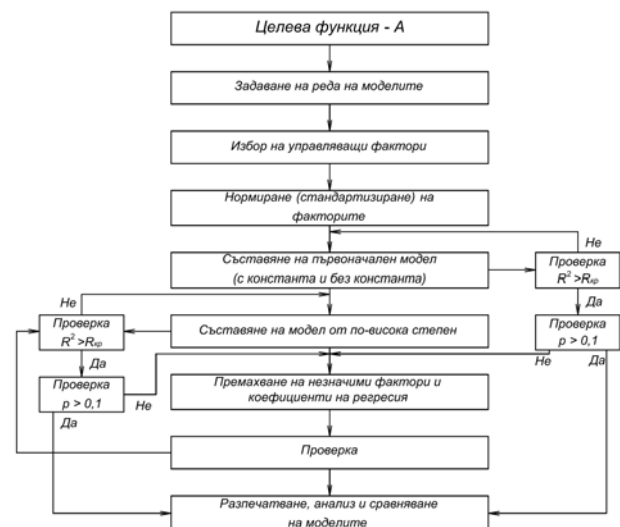 Целева функция - А
Задаване на реда на моделите
Избор на управляващи фактори
Нормиране (стандартизиране) на
факторите
Не
Съставяне на първоначален модел
(с константа и без константа)
Проверка
R² >Rкр
Не
Да
Проверка
R² >Rкр
Съставяне на модел от по-висока степен
Проверка
p > 0,1
Да
Не
Да
Проверка
p > 0,1
Не
Премахване на незначими фактори и
коефициенти на регресия
Да
Проверка
Разпечатване, анализ и сравняване
на моделите